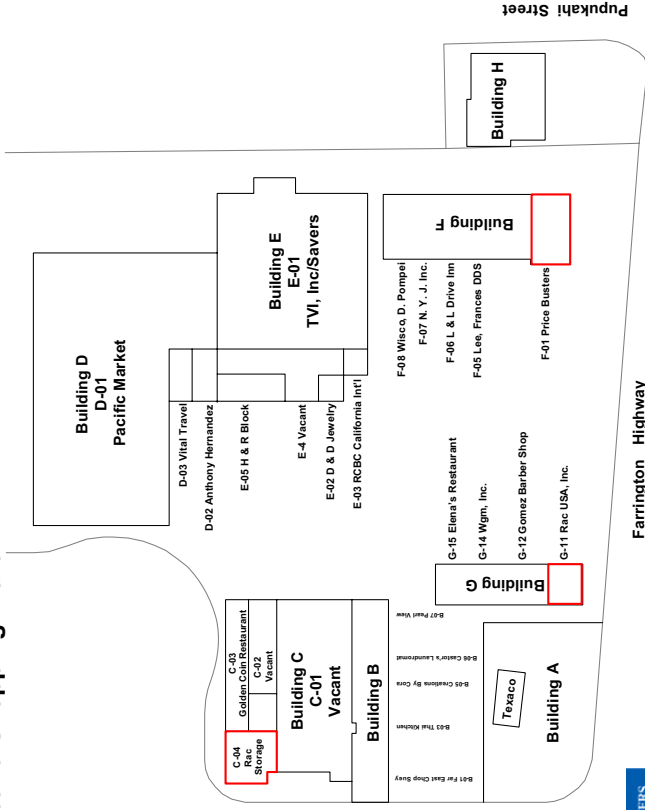 Pupukahi Street
Building H
Building D
D-01
Pacific Market
Building E
E-01
TVI, Inc/Savers
Building F
D-03 Vital Travel
D-02 Anthony Hernandez
E-05 H & R Block
E-4 Vacant
E-02 D & D Jewelry
E-03 RCBC California Int'l
F-08 Wisco, D. Pompei
F-07 N. Y. J. Inc.
F-06 L & L Drive Inn
F-05 Lee, Frances DDS
F-01 Price Busters
G-15 Elena's Restaurant
G-14 Wgm, Inc.
G-12 Gomez Barber Shop
G-11 Rac USA, Inc.
Farrington Highway
C-03
Golden Coin Restaurant
C-02
Vacant
C-04
Rac
Storage
Building C
C-01
Vacant
Building B
Building G
B-07 Pearl View
B-06 Castor's Laundromat
B-05 Creations By Cora
B-03 Thai Kitchen
B-01 Far East Chop Suey
Texaco
Building A
ERS